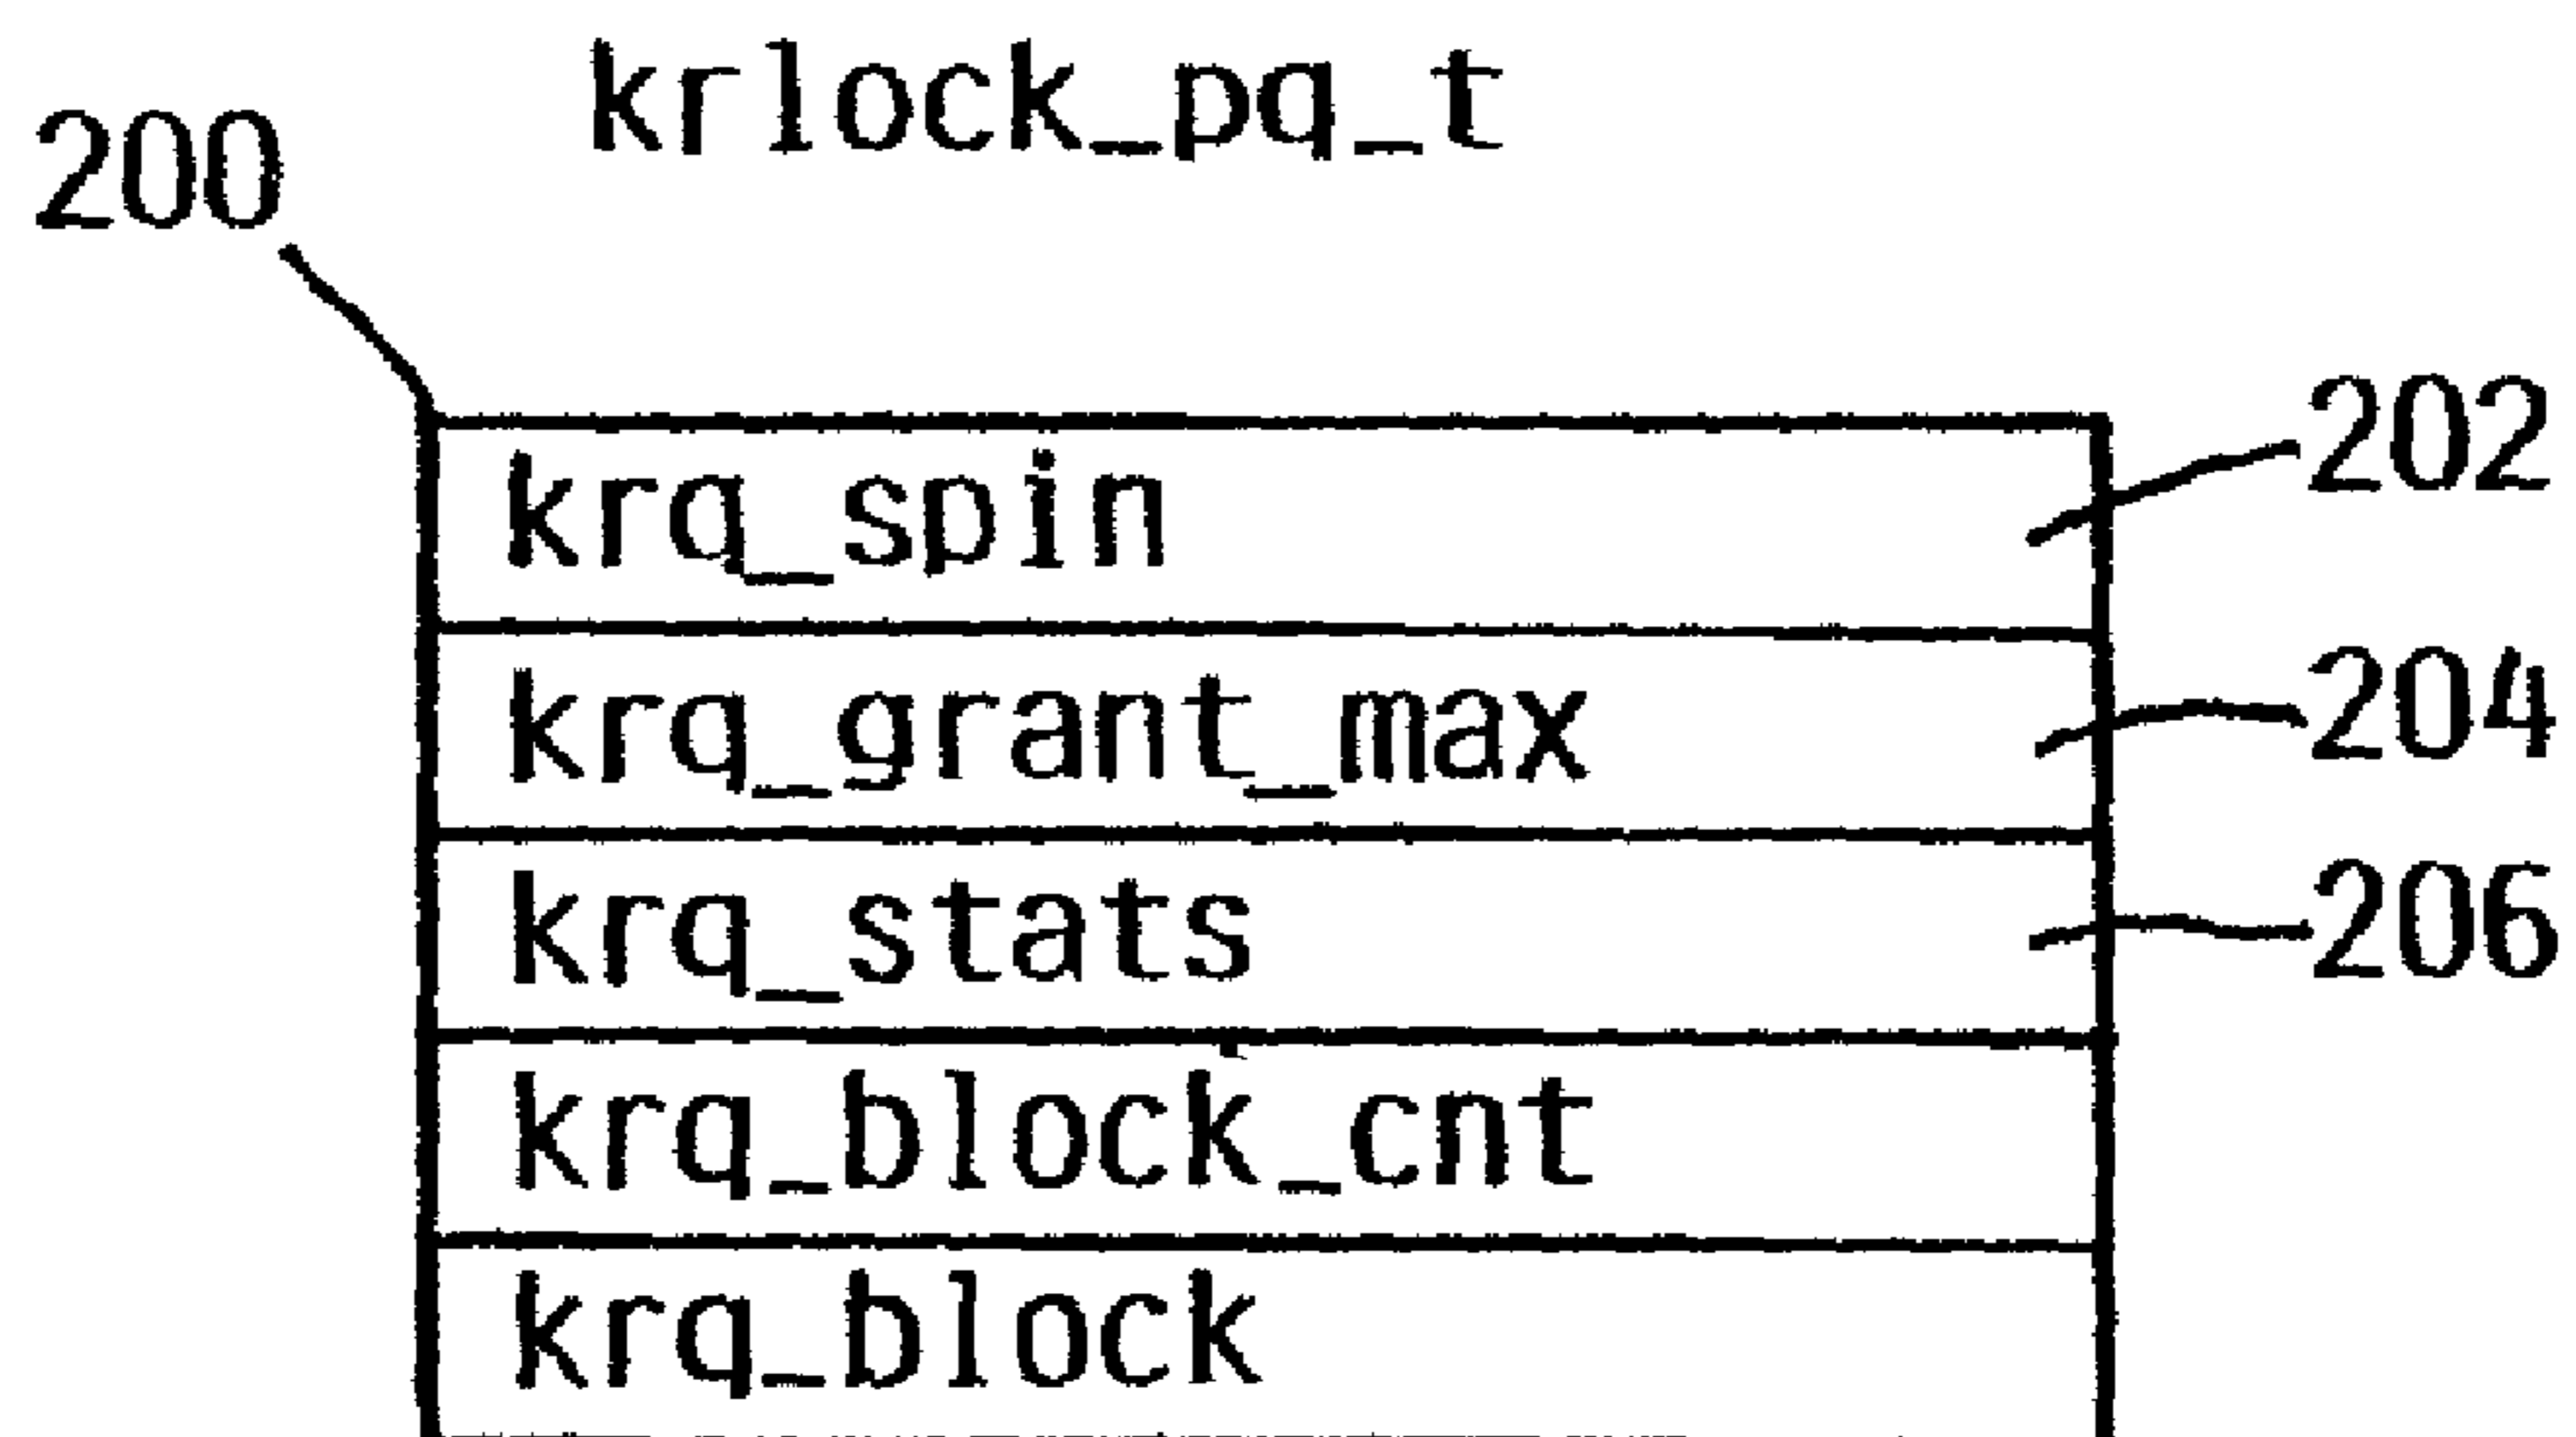 krlock_pq_t
200
krq_spin 202
krq_grant_max 204
krq_stats 206
krq_block_cnt
krq_block